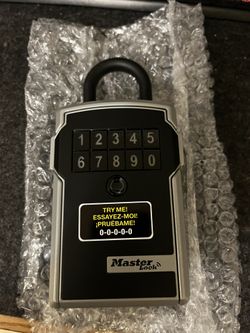 1 2 3 4 5
6 7 8 9 0
TRY ME!
ESSAYEZ-MOI!
¡PRUÉBAME!
0-0-0-0-0
Master
Lock